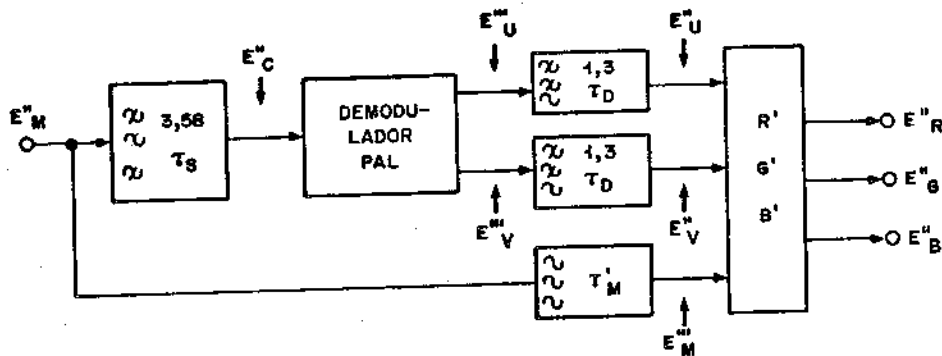 E"M
3,58
τS
E"C
DEMODU-
LADOR
PAL
E"'U
E"'V
1,3
τD
1,3
τD
E"U
E"V
τ'M
E"'M
R'
G'
B'
E"R
E"G
E"B